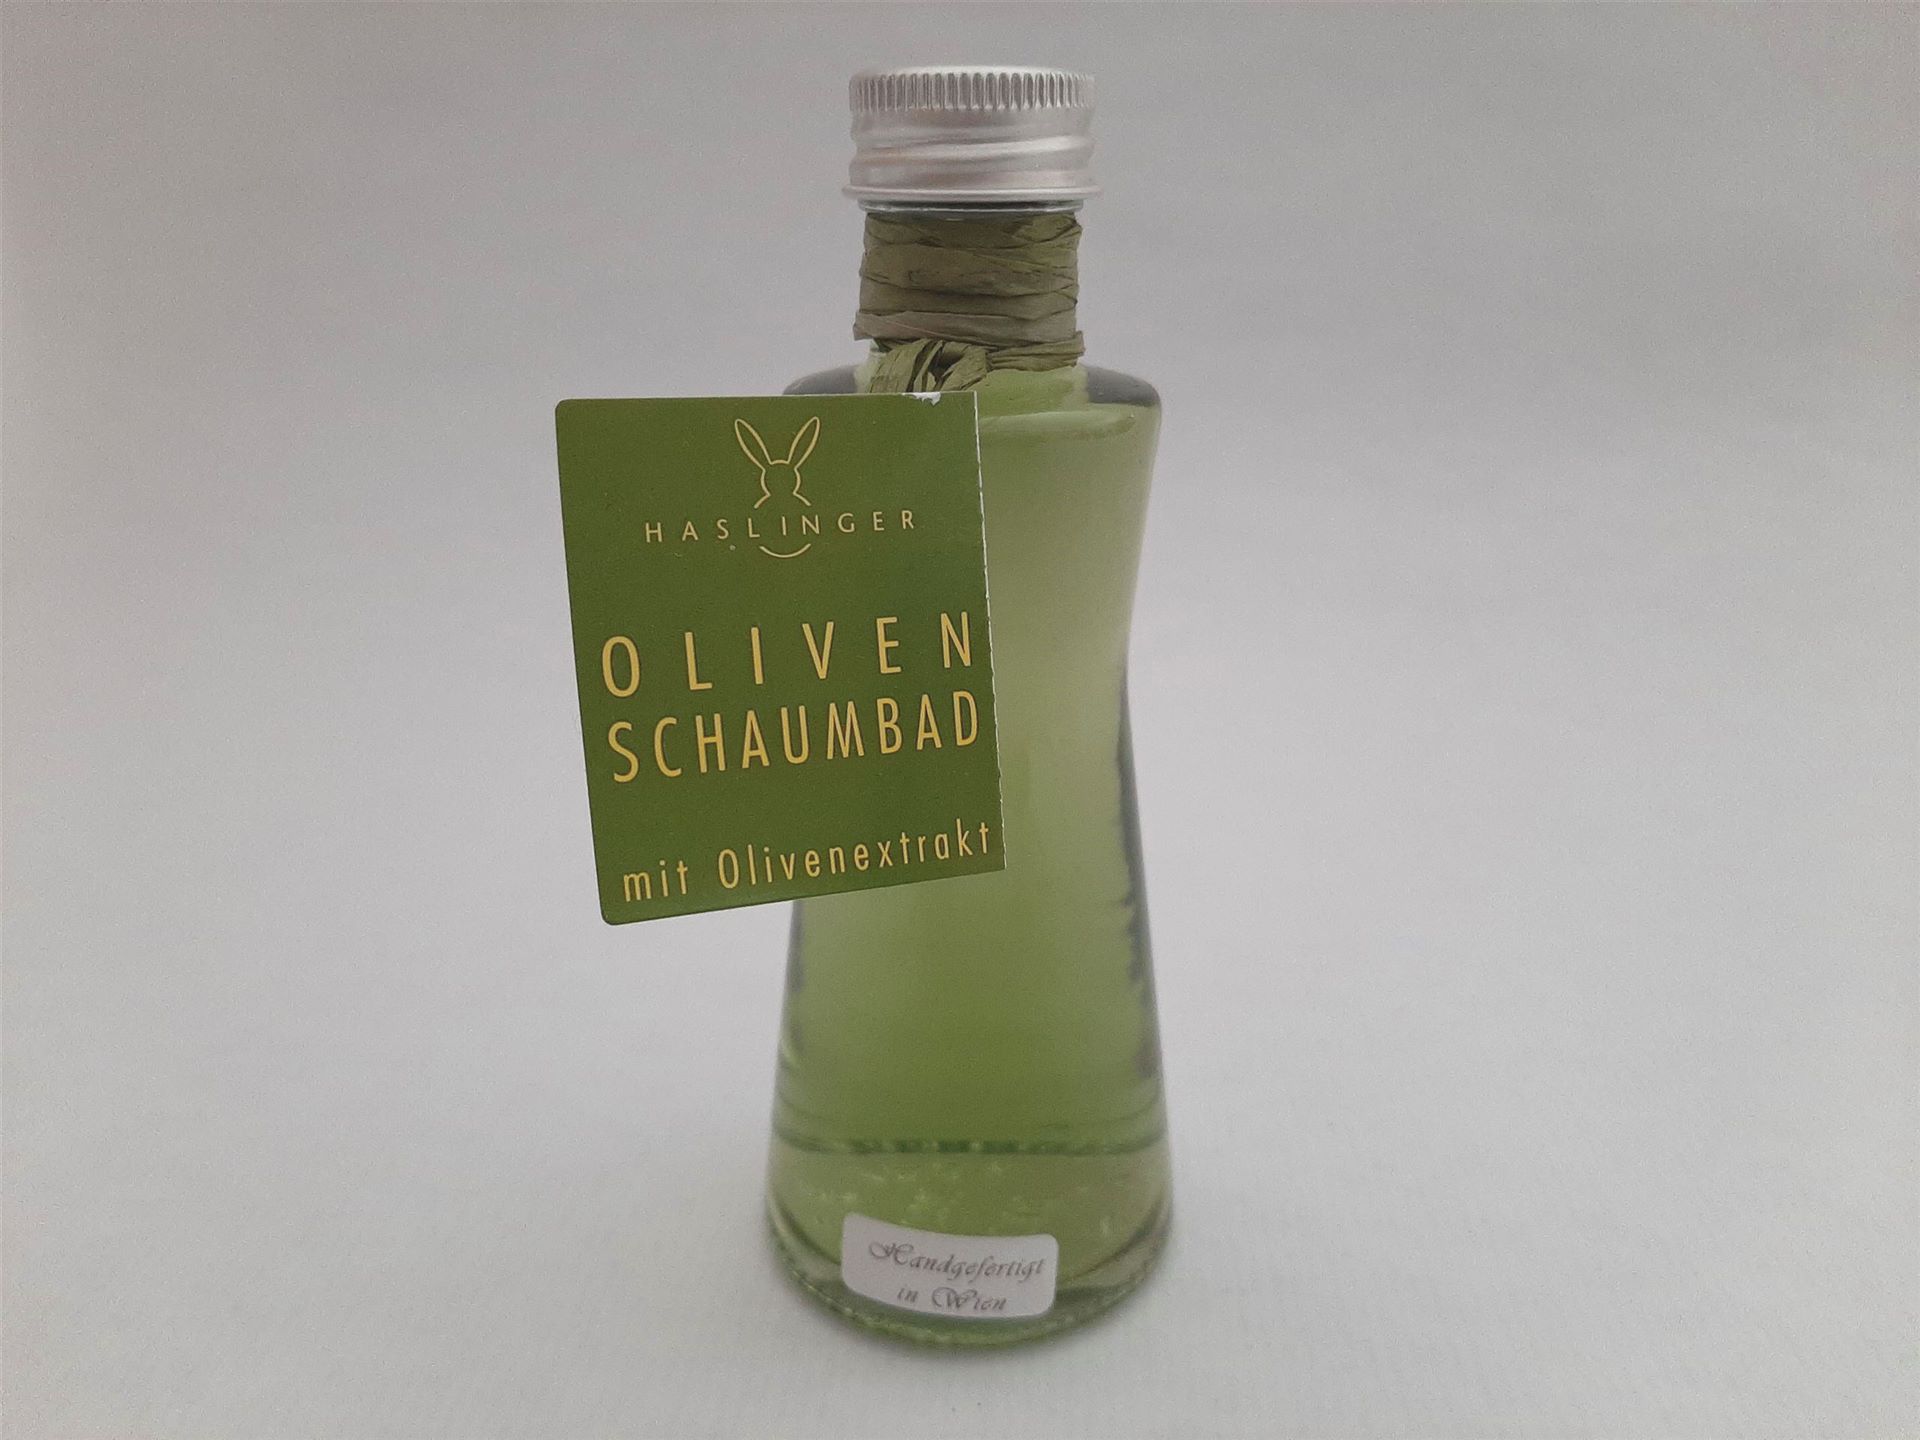 HASLINGER
OLIVEN
SCHAUMBAD
mit Olivenextrakt
Handgefertigt
in Wien